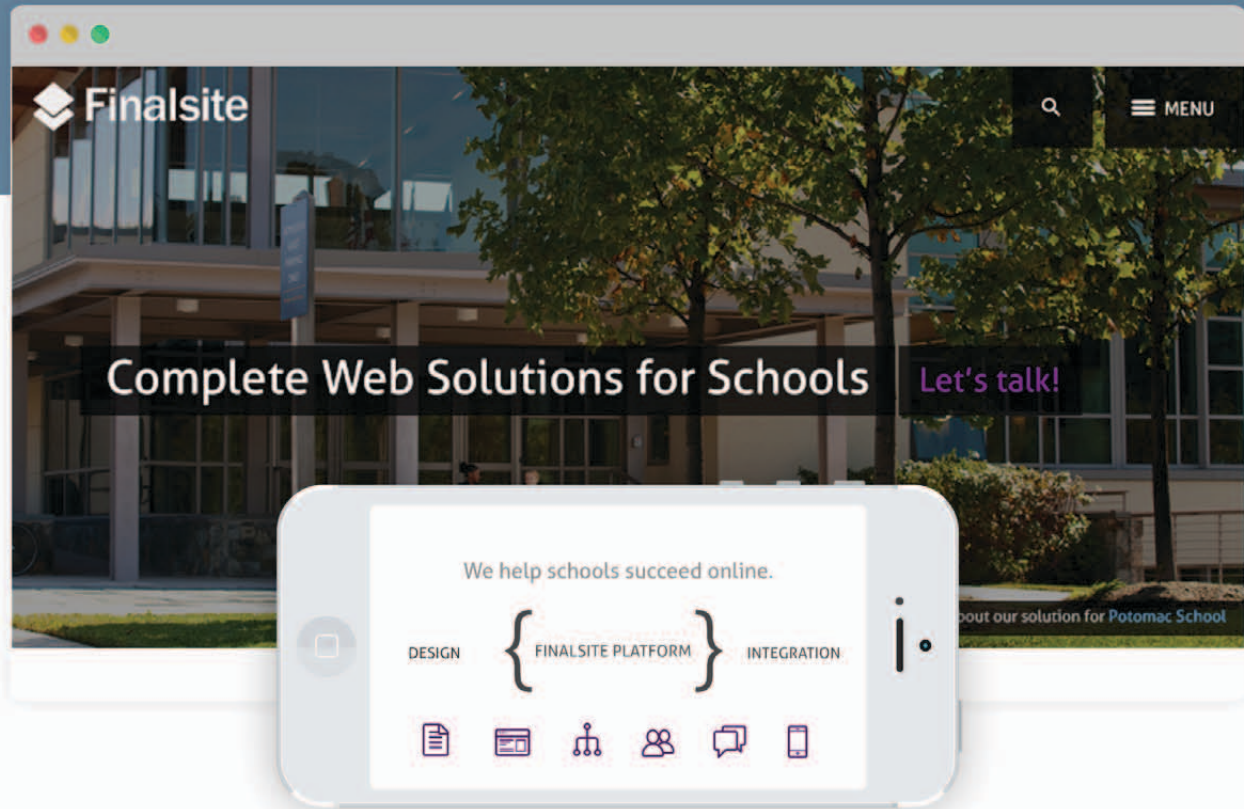 Finalsite
MENU
Complete Web Solutions for Schools
Let's talk!
We help schools succeed online.
DESIGN { FINALSITE PLATFORM } INTEGRATION
our solution for Potomac School